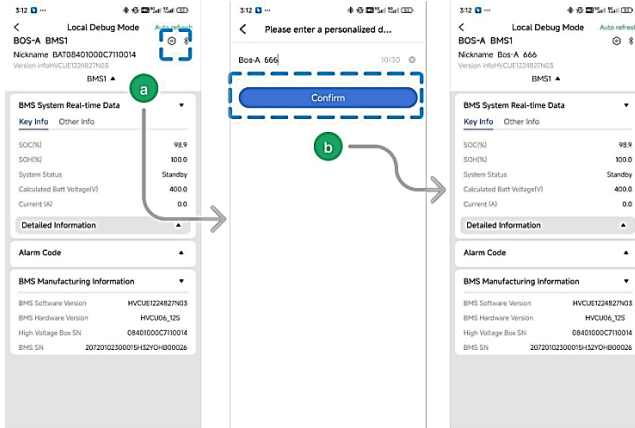 3:12
Local Debug Mode
Auto refresh
BOS-A BMS1
Nickname BAT08401000C7110014
Version InfoHVCUE1224827N03
BMS1
BMS System Real-time Data
Key Info Other Info
SOC(%) 98.9
SOH(%) 100.0
System Status Standby
Calculated Batt Voltage(V) 400.0
Current (A) 0.0
Detailed Information
Alarm Code
BMS Manufacturing Information
BMS Software Version HVCUE1224827N03
BMS Hardware Version HVCU06_12S
High Voltage Box SN 08401000C7110014
BMS SN 20720102300015H32YOHB00026
a
3:12
Please enter a personalized d...
Bos-A 666 10/30
Confirm
b
3:12
Local Debug Mode
Auto refresh
BOS-A BMS1
Nickname Bos-A 666
Version InfoHVCUE1224827N03
BMS1
BMS System Real-time Data
Key Info Other Info
SOC(%) 98.9
SOH(%) 100.0
System Status Standby
Calculated Batt Voltage(V) 400.0
Current (A) 0.0
Detailed Information
Alarm Code
BMS Manufacturing Information
BMS Software Version HVCUE1224827N03
BMS Hardware Version HVCU06_12S
High Voltage Box SN 08401000C7110014
BMS SN 20720102300015H32YOHB00026